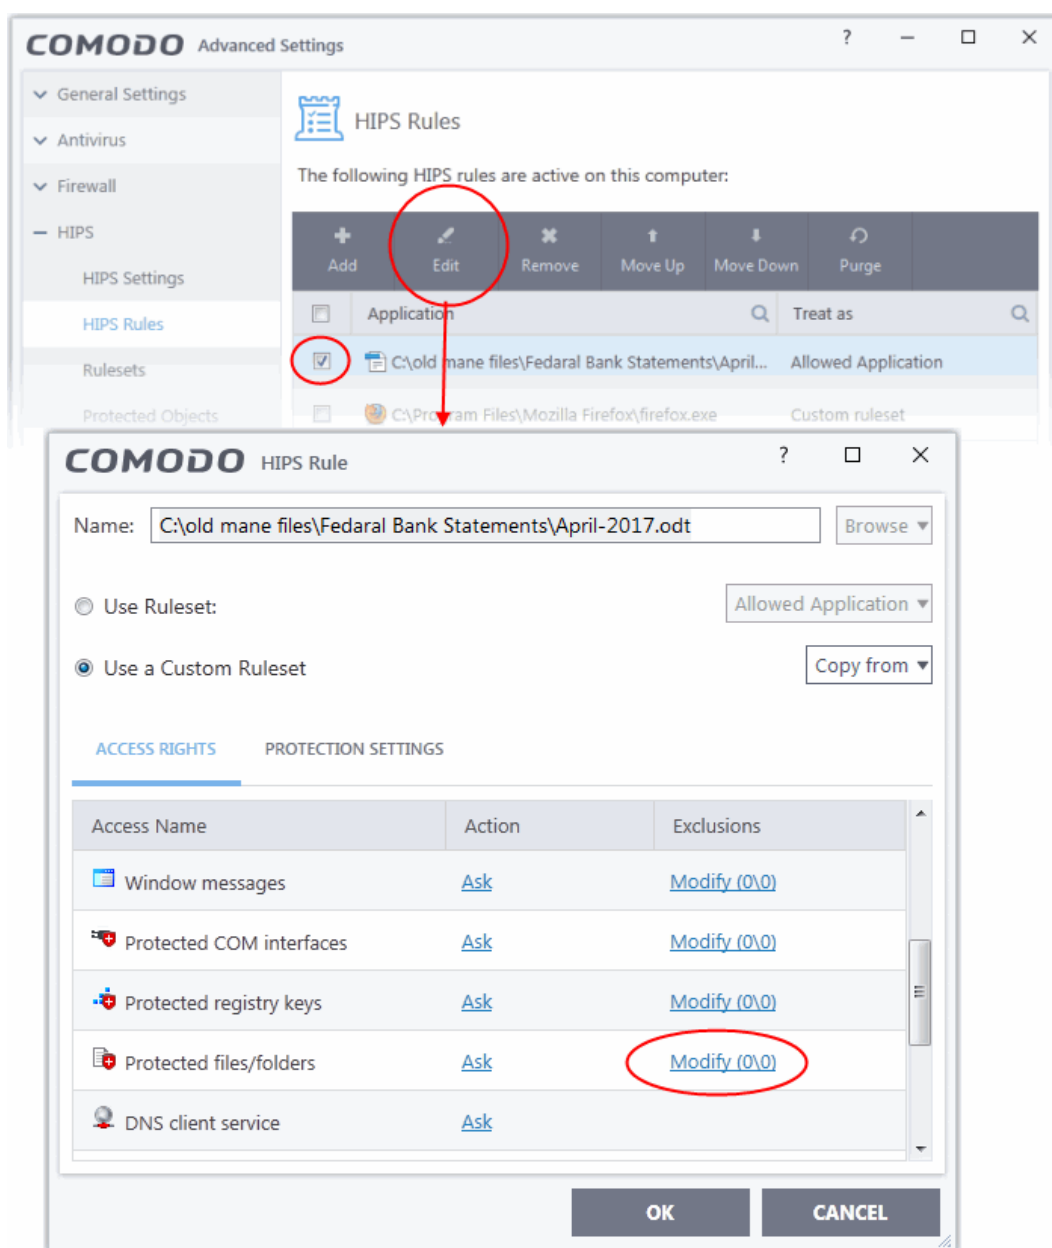 COMODO Advanced Settings ?
General Settings
Antivirus
Firewall
HIPS
HIPS Settings
HIPS Rules
Rulesets
Protected Objects
HIPS Rules
The following HIPS rules are active on this computer:
Add Edit Remove Move Up Move Down Purge
Application Treat as
C:\old mane files\Fedaral Bank Statements\April... Allowed Application
C:\Program Files\Mozilla Firefox\firefox.exe Custom ruleset
COMODO HIPS Rule ?
Name: C:\old mane files\Fedaral Bank Statements\April-2017.odt Browse
Use Ruleset: Allowed Application
Use a Custom Ruleset Copy from
ACCESS RIGHTS PROTECTION SETTINGS
Access Name Action Exclusions
Window messages Ask Modify (0\0)
Protected COM interfaces Ask Modify (0\0)
Protected registry keys Ask Modify (0\0)
Protected files/folders Ask Modify (0\0)
DNS client service Ask
OK CANCEL